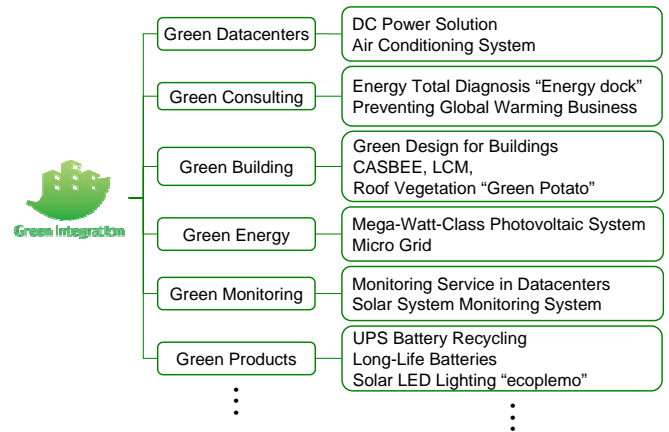 Green Integration
Green Datacenters
DC Power Solution
Air Conditioning System
Green Consulting
Energy Total Diagnosis “Energy dock”
Preventing Global Warming Business
Green Building
Green Design for Buildings
CASBEE, LCM,
Roof Vegetation “Green Potato”
Green Energy
Mega-Watt-Class Photovoltaic System
Micro Grid
Green Monitoring
Monitoring Service in Datacenters
Solar System Monitoring System
Green Products
UPS Battery Recycling
Long-Life Batteries
Solar LED Lighting “ecoplemo”